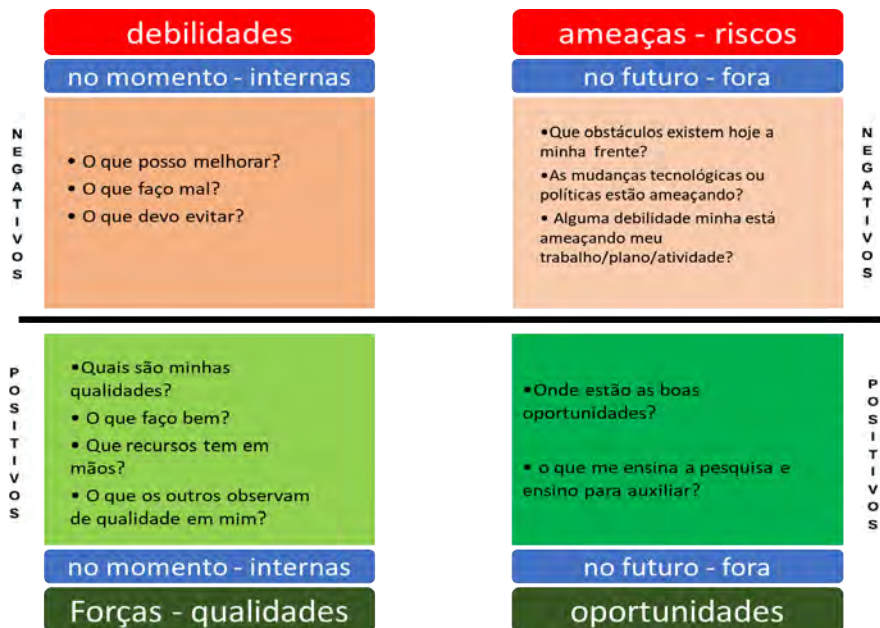 debilidades
no momento - internas
NEGATIVOS
• O que posso melhorar?
• O que faço mal?
• O que devo evitar?
ameaças - riscos
no futuro - fora
•Que obstáculos existem hoje a
minha frente?
•As mudanças tecnológicas ou
políticas estão ameaçando?
• Alguma debilidade minha está
ameaçando meu
trabalho/plano/atividade?
NEGATIVOS
POSITIVOS
•Quais são minhas
qualidades?
• O que faço bem?
• Que recursos tem em
mãos?
• O que os outros observam
de qualidade em mim?
no momento - internas
Forças - qualidades
•Onde estão as boas
oportunidades?
• o que me ensina a pesquisa e
ensino para auxiliar?
POSITIVOS
no futuro - fora
oportunidades